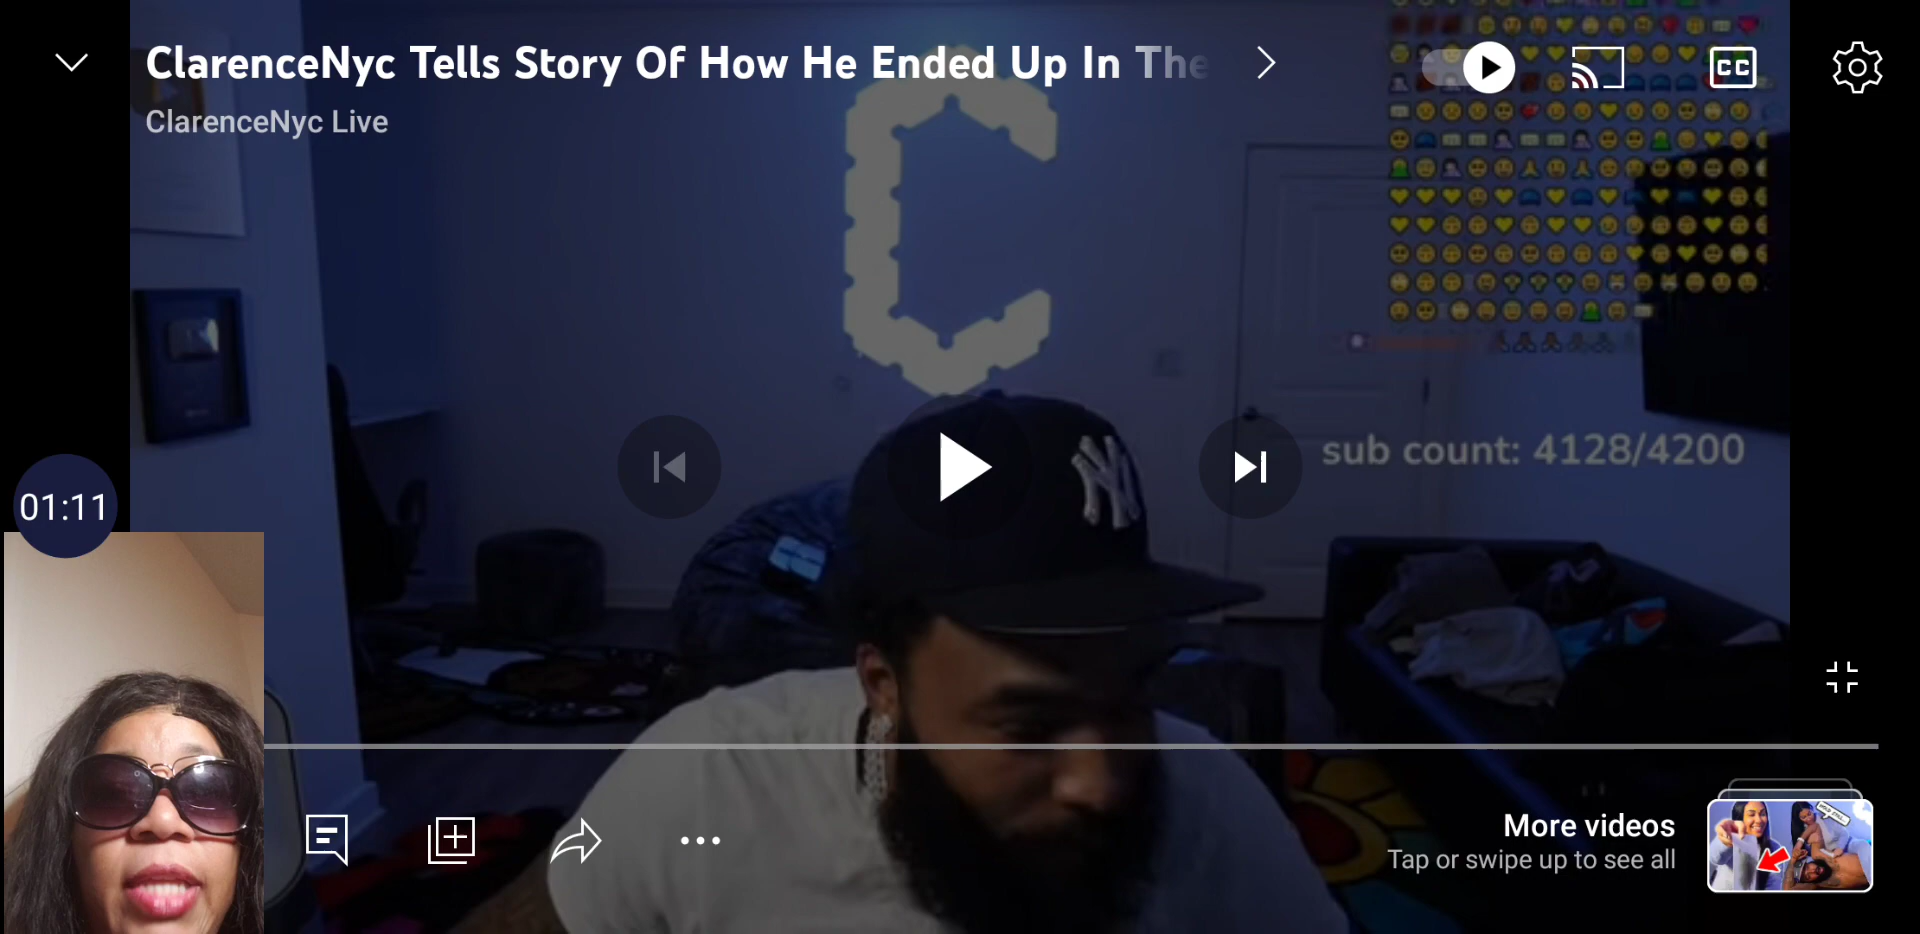 ClarenceNyc Tells Story Of How He Ended Up In The
ClarenceNyc Live
CC
NY
sub count: 4128/4200
01:11
More videos
Tap or swipe up to see all